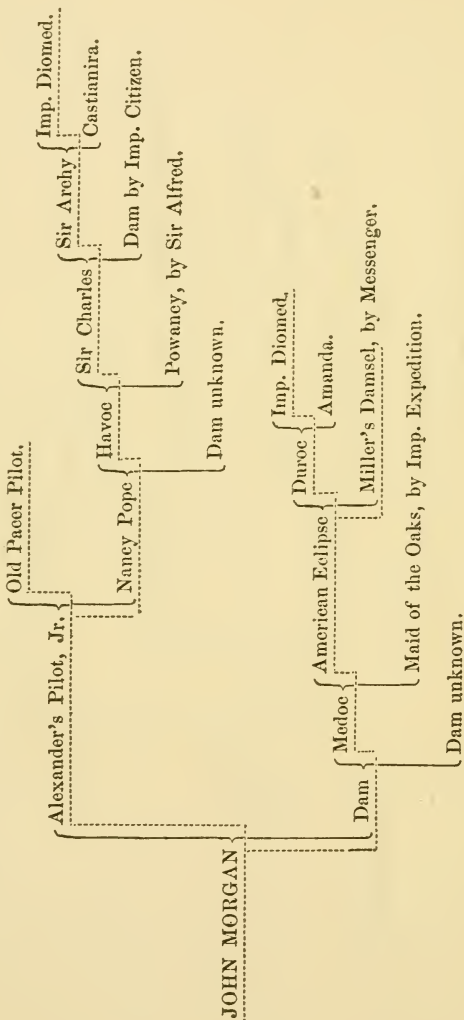 JOHN MORGAN
Alexander's Pilot, Jr.
Old Pacer Pilot.
Nancy Pope
Havoc
Sir Charles
Sir Archy
Imp. Diomed.
Castianira.
Dam by Imp. Citizen.
Powancy, by Sir Alfred.
Dam unknown.
Dam
Medoc
American Eclipse
Duroc
Imp. Diomed.
Amanda.
Miller's Damsel, by Messenger.
Maid of the Oaks, by Imp. Expedition.
Dam unknown.